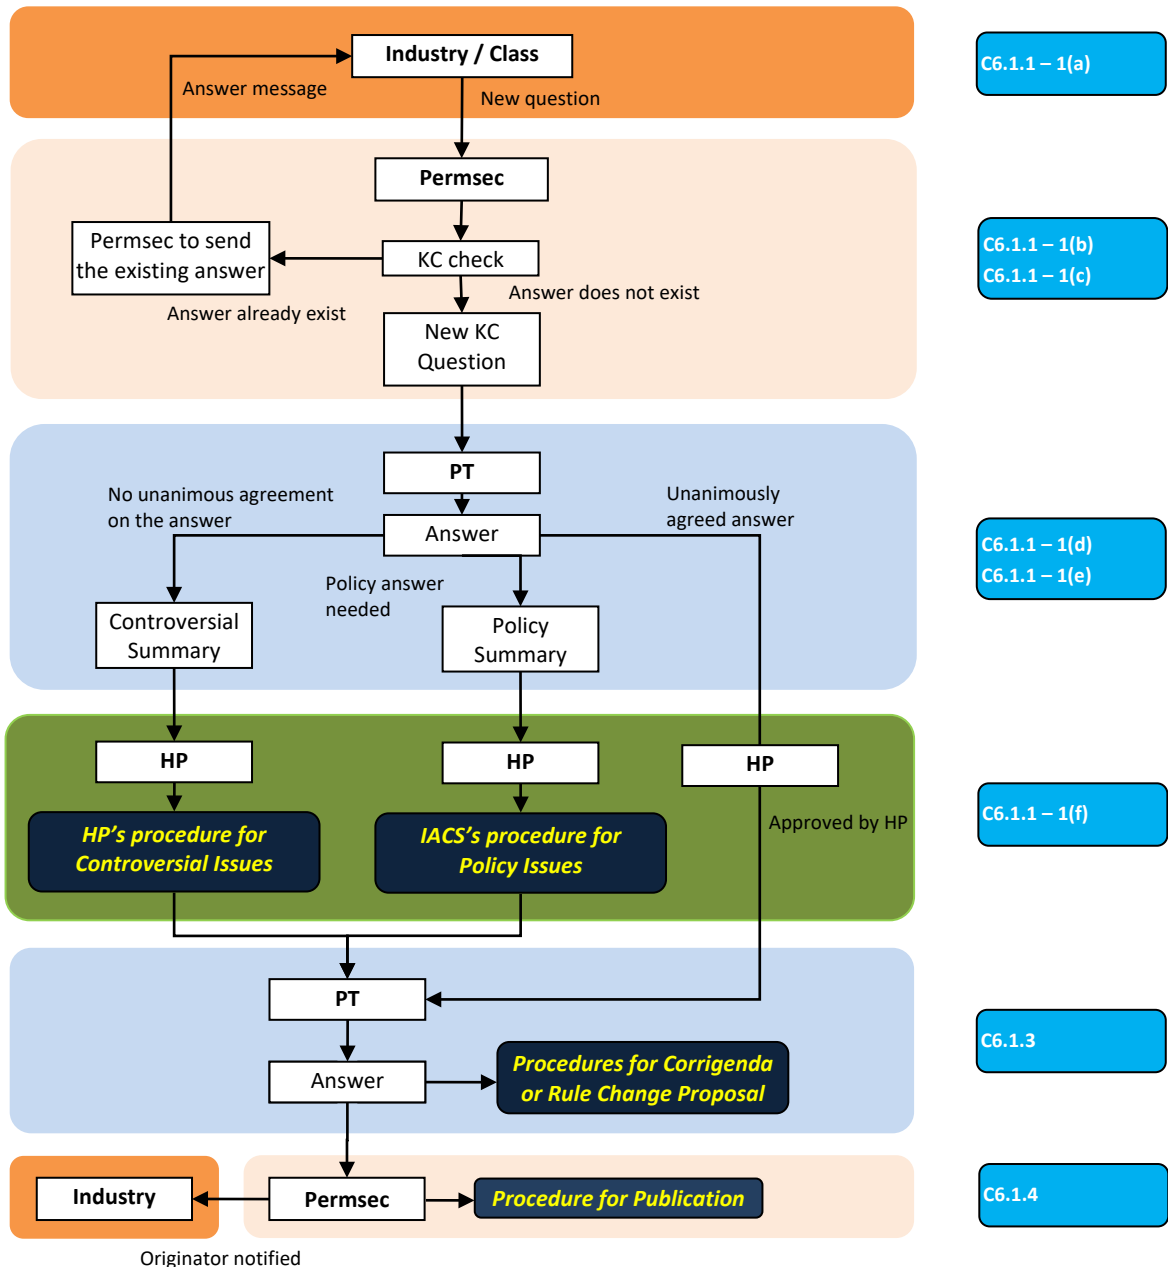 Industry / Class
C6.1.1 – 1(a)
Answer message
New question
Permsec
Permsec to send
the existing answer
KC check
C6.1.1 – 1(b)
C6.1.1 – 1(c)
Answer does not exist
Answer already exist
New KC
Question
PT
No unanimous agreement
on the answer
Unanimously
agreed answer
Answer
C6.1.1 – 1(d)
C6.1.1 – 1(e)
Policy answer
needed
Controversial
Summary
Policy
Summary
HP
HP
HP
HP's procedure for
Controversial Issues
IACS's procedure for
Policy Issues
Approved by HP
C6.1.1 – 1(f)
PT
C6.1.3
Answer
Procedures for Corrigenda
or Rule Change Proposal
Industry
Permsec
Procedure for Publication
C6.1.4
Originator notified